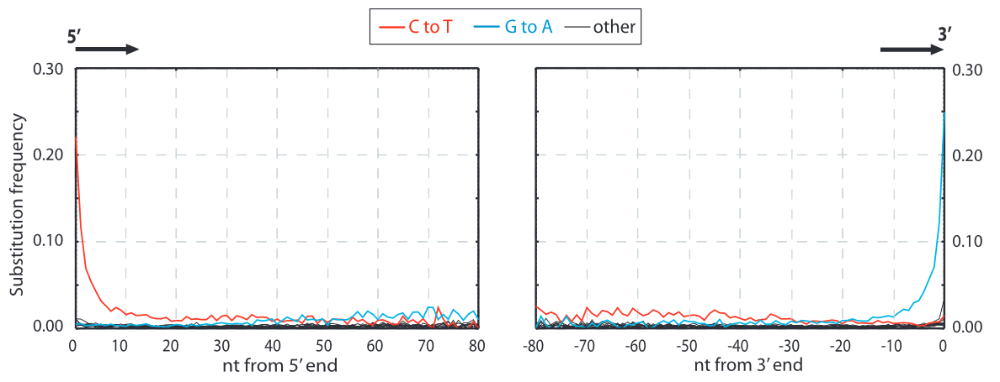 C to T G to A other
5′ 3′
0.30 0.30
0.20 0.20
0.10 0.10
0.00 0.00
Substitution frequency
0 10 20 30 40 50 60 70 80 -80 -70 -60 -50 -40 -30 -20 -10 0
nt from 5′ end nt from 3′ end